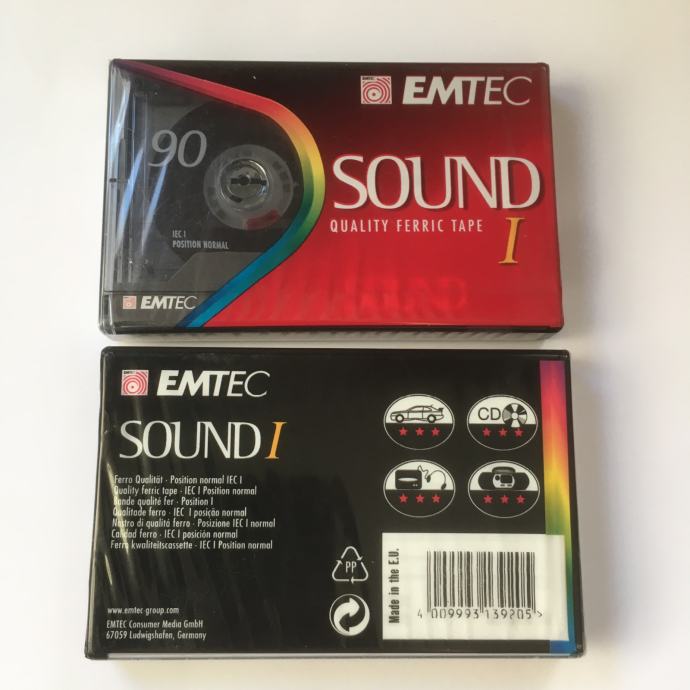 EMTEC
90
SOUND
QUALITY FERRIC TAPE
I
IEC I
POSITION NORMAL
EMTEC
EMTEC
SOUND I
CD
Ferro Qualität · Position normal IEC I
Quality ferric tape · IEC I Position normal
Bande qualité fer · Position I
Qualidade ferro · IEC I posição normal
Nastro di qualità ferro · Posizione IEC I normal
Calidad ferro · IEC I posición normal
Ferro kwaliteitscassette · IEC I Position normal
PP
Made in the E.U.
4 009993 139205 >
www.emtec-group.com
EMTEC Consumer Media GmbH
67059 Ludwigshafen, Germany